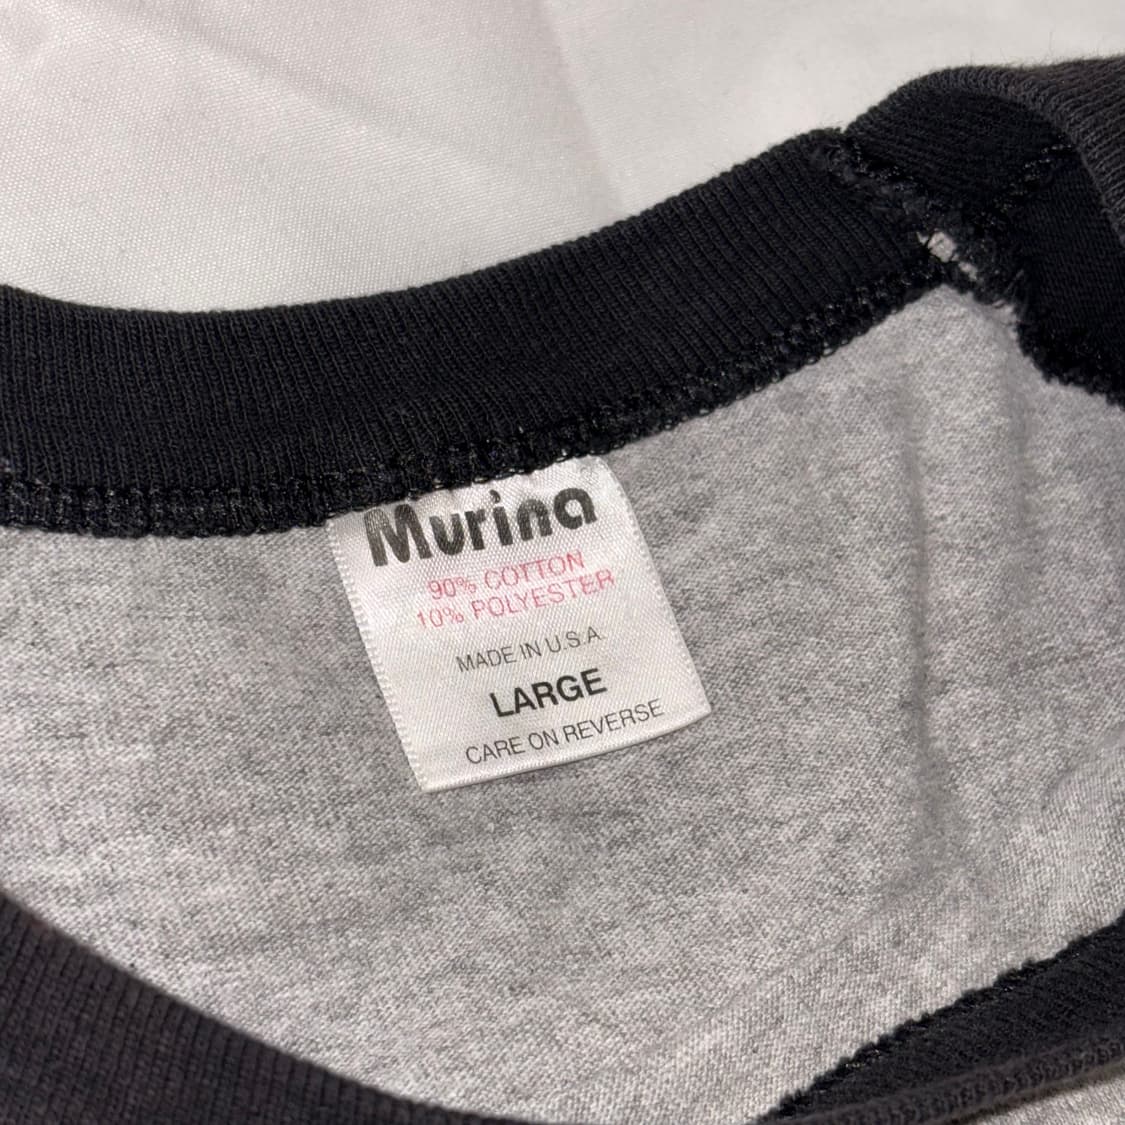 Murina
90% COTTON
10% POLYESTER
MADE IN U.S.A.
LARGE
CARE ON REVERSE